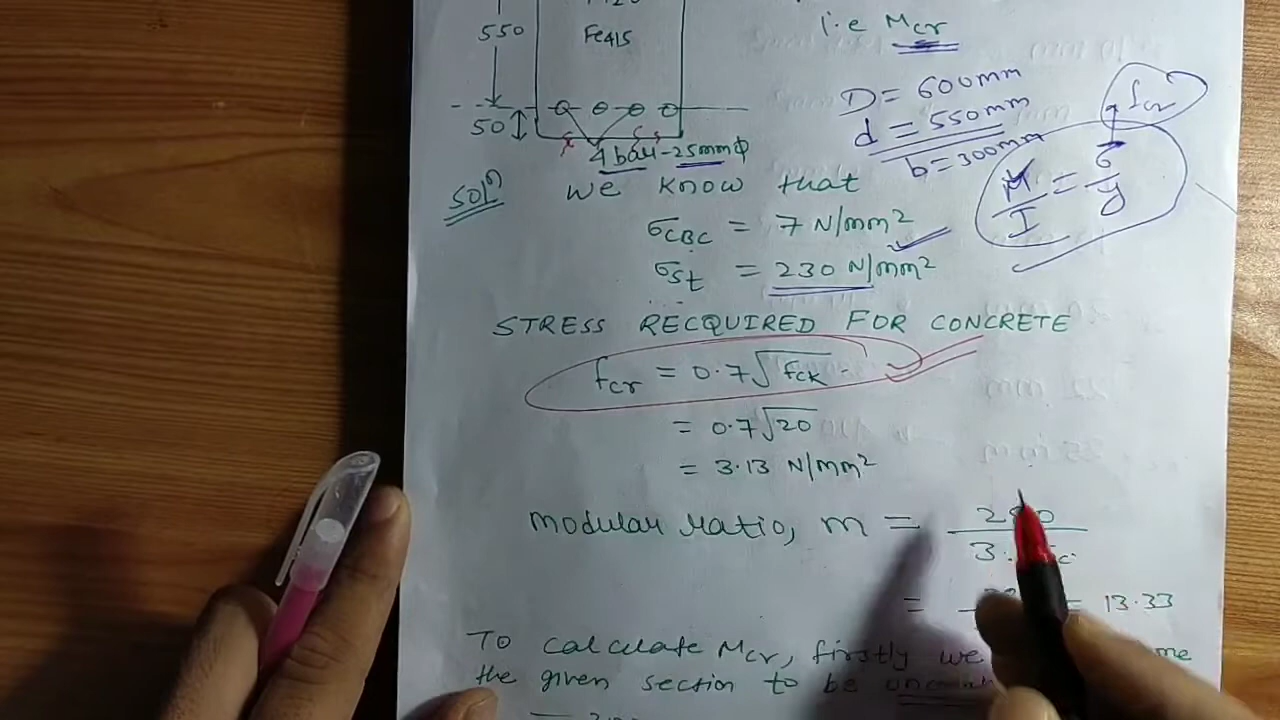 550
Fe415
50
4 bar - 25mm ф
i.e Mcr
D = 600mm
d = 550mm
b = 300mm
fcr
M/I = σ/y
Solⁿ
we know that
σCBC = 7 N/mm²
σst = 230 N/mm²
STRESS RECQUIRED FOR CONCRETE
fcr = 0.7√fck
= 0.7√20
= 3.13 N/mm²
modular ratio, m =
= 13.33
To calculate Mcr, firstly we
the given section to be